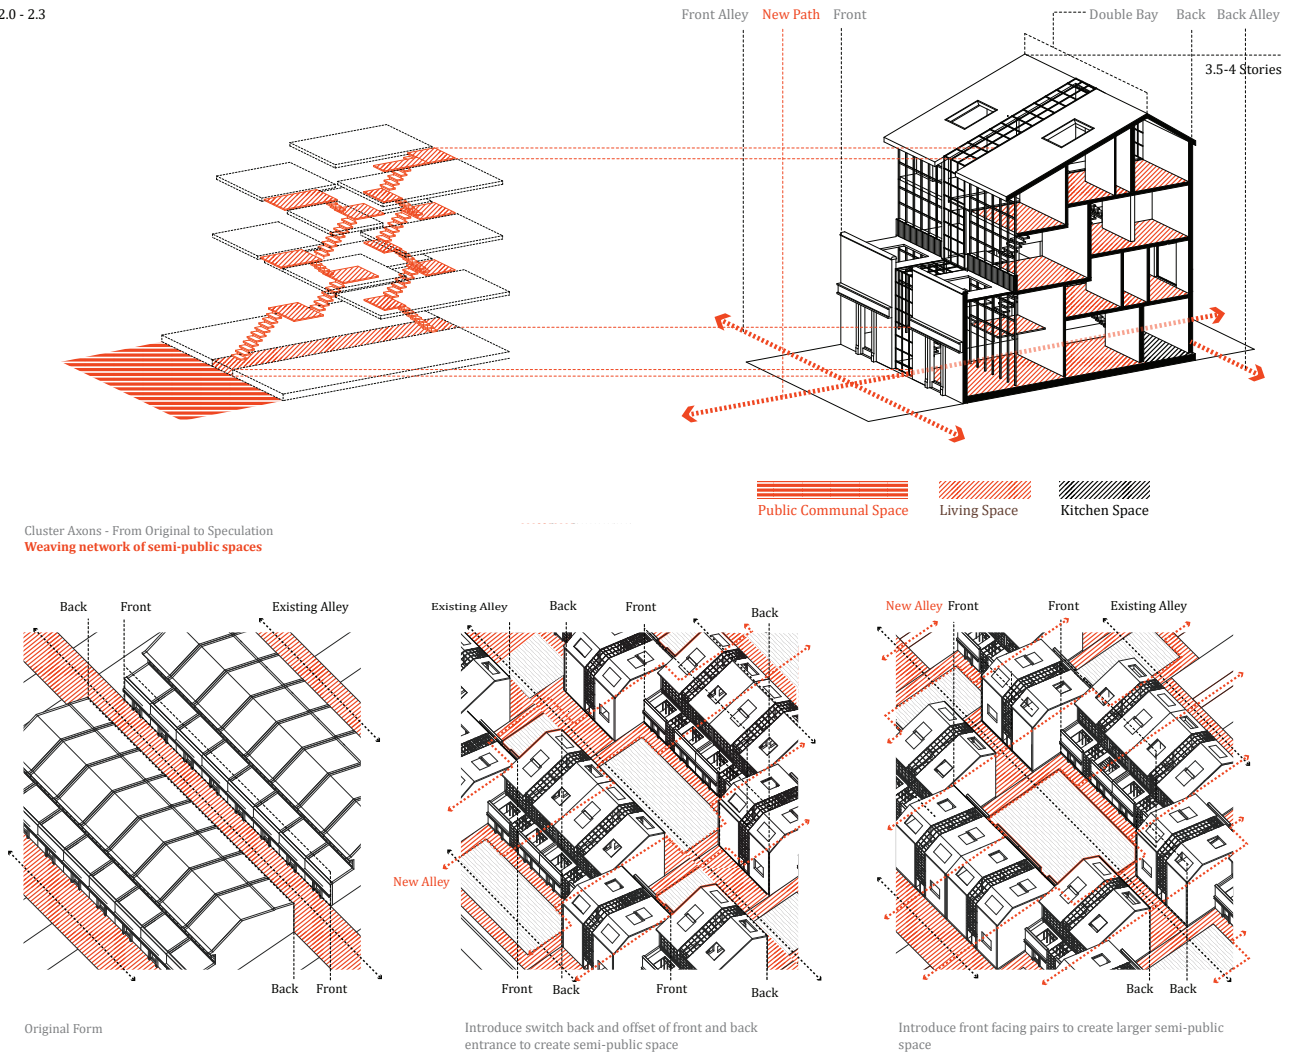 2.0 - 2.3
Front Alley New Path Front Double Bay Back Back Alley
3.5-4 Stories
Public Communal Space Living Space Kitchen Space
Cluster Axons - From Original to Speculation
Weaving network of semi-public spaces
Back Front Existing Alley
Existing Alley Back Front Back
New Alley Front Front Existing Alley
New Alley
Back Front
Front Back Front Back
Back Back
Original Form
Introduce switch back and offset of front and back
entrance to create semi-public space
Introduce front facing pairs to create larger semi-public
space